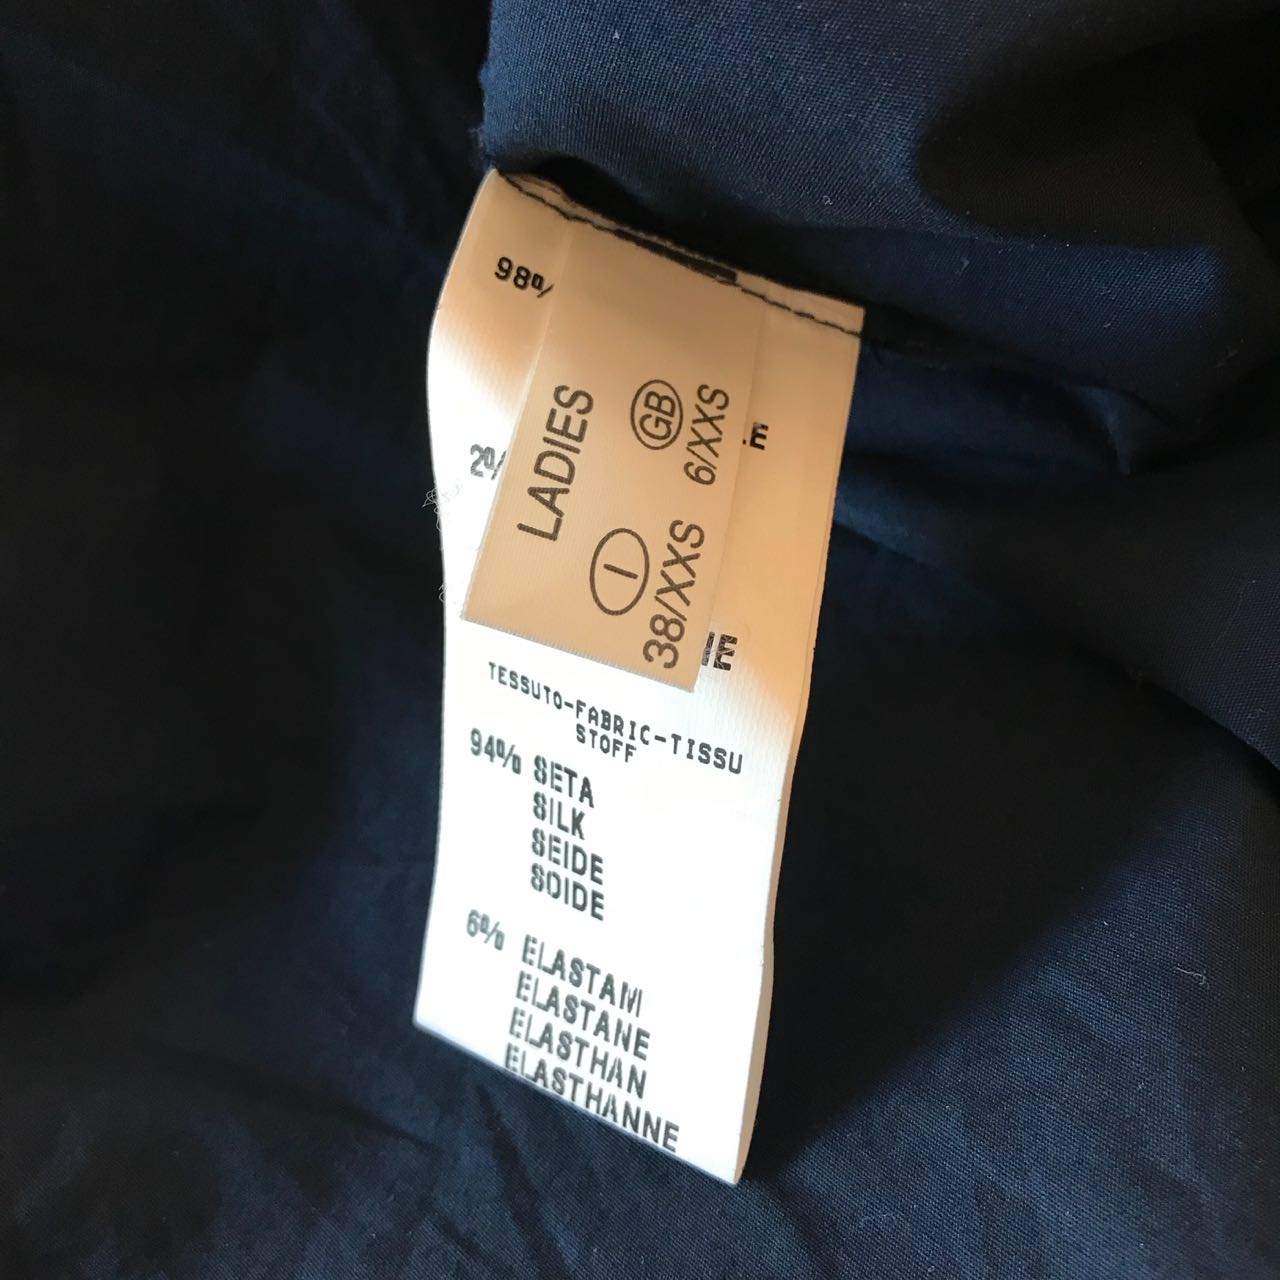 98%
2%
LADIES
I GB
38/XXS 6/XXS
TESSUTO-FABRIC-TISSU
STOFF
94% SETA
SILK
SEIDE
SOIDE
6% ELASTAM
ELASTANE
ELASTHAN
ELASTHANNE